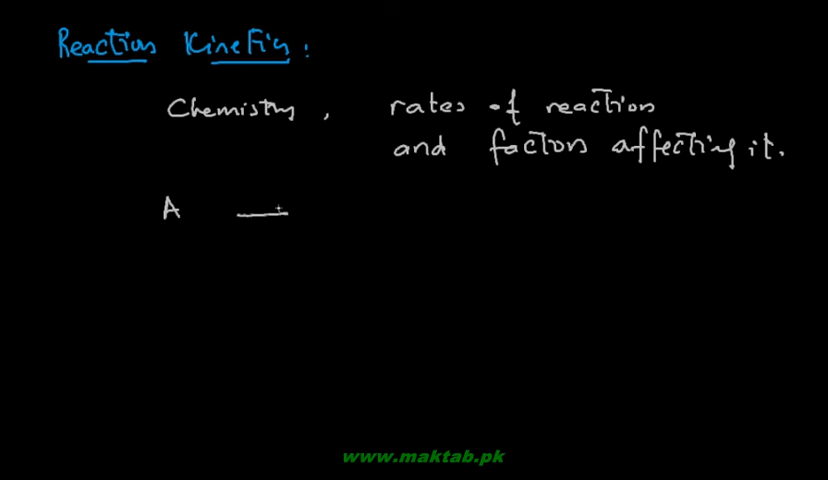 Reaction Kinetics :
Chemistry , rates of reaction
and factors affecting it.
A
www.maktab.pk